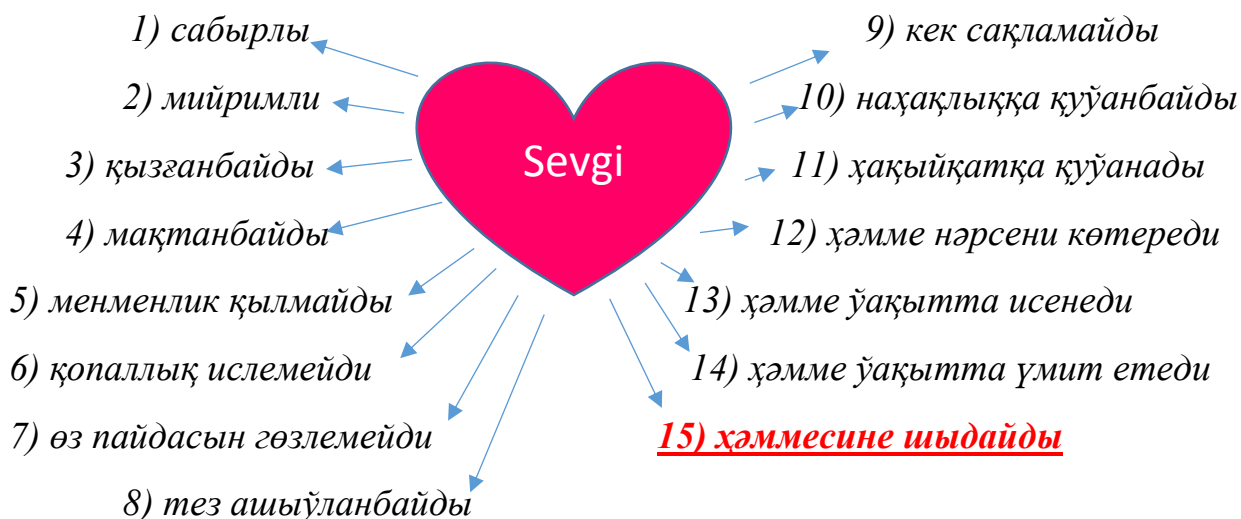 1) сабырлы
2) мийримли
3) қызғанбайды
4) мақтанбайды
5) менменлик қылмайды
6) қопаллық ислемейди
7) өз пайдасын гөзлемейди
8) тез ашыўланбайды
Sevgi
9) кек сақламайды
10) наҳақлыққа қуўанбайды
11) ҳақыйқатқа қуўанады
12) ҳәмме нәрсени көтереди
13) ҳәмме ўақытта исенеди
14) ҳәмме ўақытта үмит етеди
15) ҳәммесине шыдайды